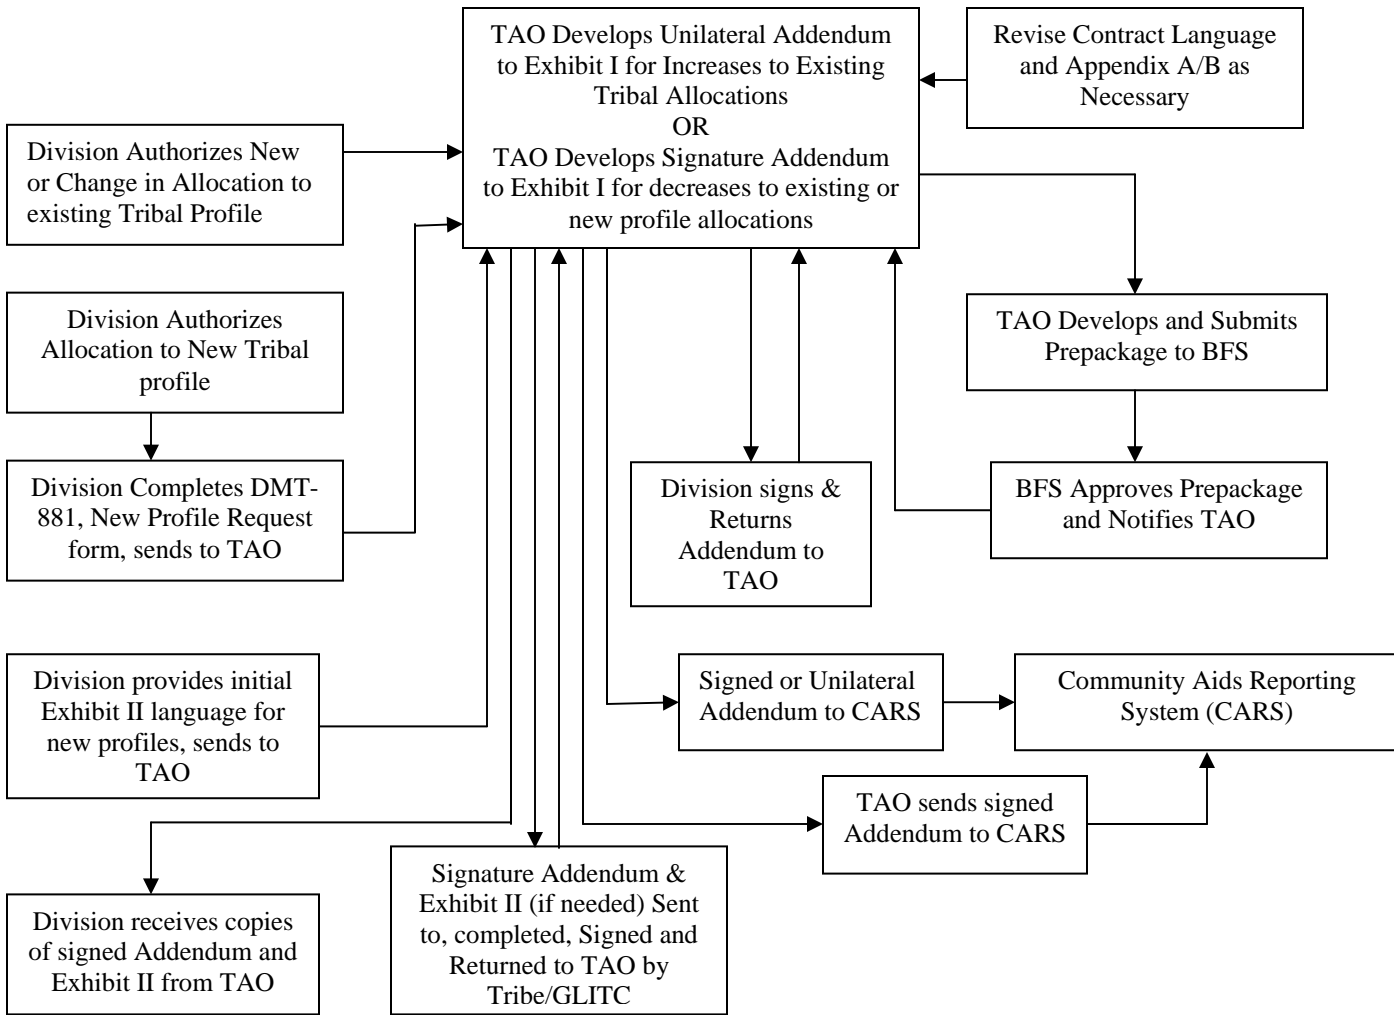 TAO Develops Unilateral Addendum
to Exhibit I for Increases to Existing
Tribal Allocations
OR
TAO Develops Signature Addendum
to Exhibit I for decreases to existing or
new profile allocations
Revise Contract Language
and Appendix A/B as
Necessary
Division Authorizes New
or Change in Allocation to
existing Tribal Profile
Division Authorizes
Allocation to New Tribal
profile
TAO Develops and Submits
Prepackage to BFS
Division Completes DMT-
881, New Profile Request
form, sends to TAO
Division signs &
Returns
Addendum to
TAO
BFS Approves Prepackage
and Notifies TAO
Division provides initial
Exhibit II language for
new profiles, sends to
TAO
Signed or Unilateral
Addendum to CARS
Community Aids Reporting
System (CARS)
TAO sends signed
Addendum to CARS
Signature Addendum &
Exhibit II (if needed) Sent
to, completed, Signed and
Returned to TAO by
Tribe/GLITC
Division receives copies
of signed Addendum and
Exhibit II from TAO